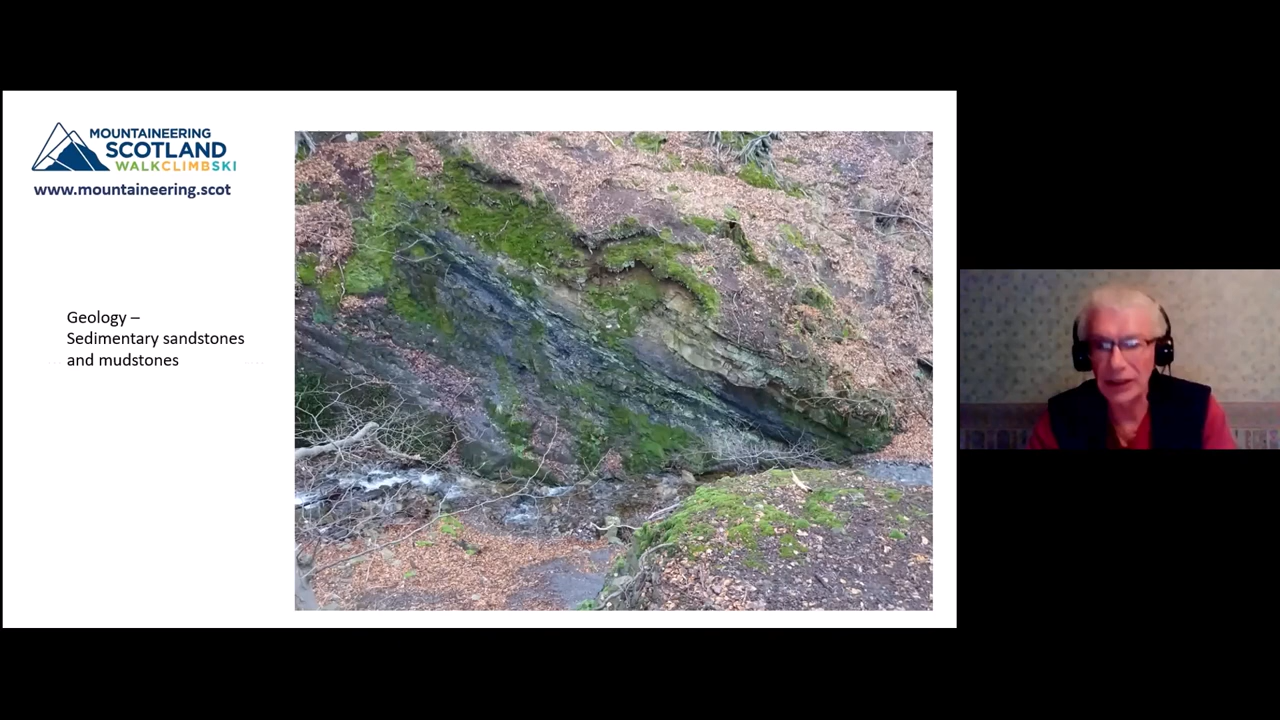 MOUNTAINEERING
SCOTLAND
WALKCLIMBSKI
www.mountaineering.scot
Geology –
Sedimentary sandstones
and mudstones